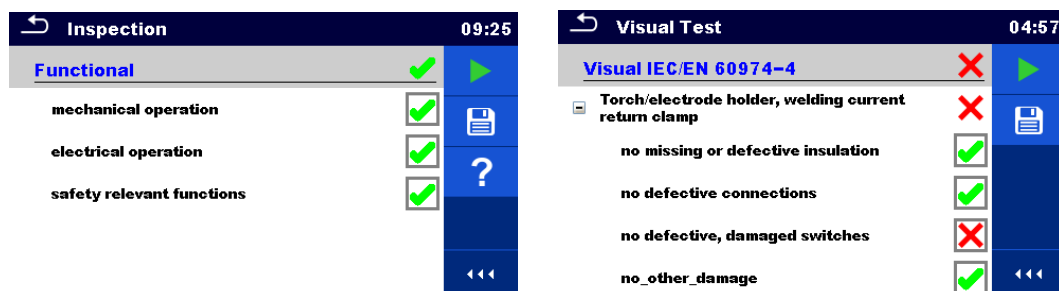 Inspection 09:25
Functional
mechanical operation
electrical operation
safety relevant functions
?
Visual Test 04:57
Visual IEC/EN 60974-4
Torch/electrode holder, welding current
return clamp
no missing or defective insulation
no defective connections
no defective, damaged switches
no_other_damage